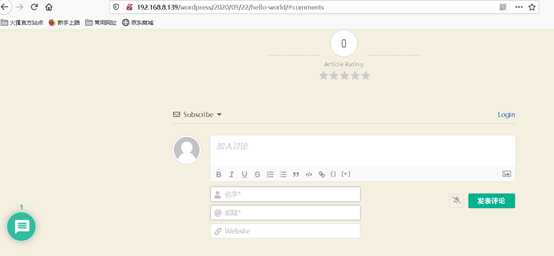 192.168.8.139/wordpress/2020/09/22/hello-world/#comments
火狐官方站点 新手上路 常用网址 京东商城
0
Article Rating
Subscribe
Login
加入讨论
B I U S
{} [+]
名字*
邮箱*
发表评论
Website
1